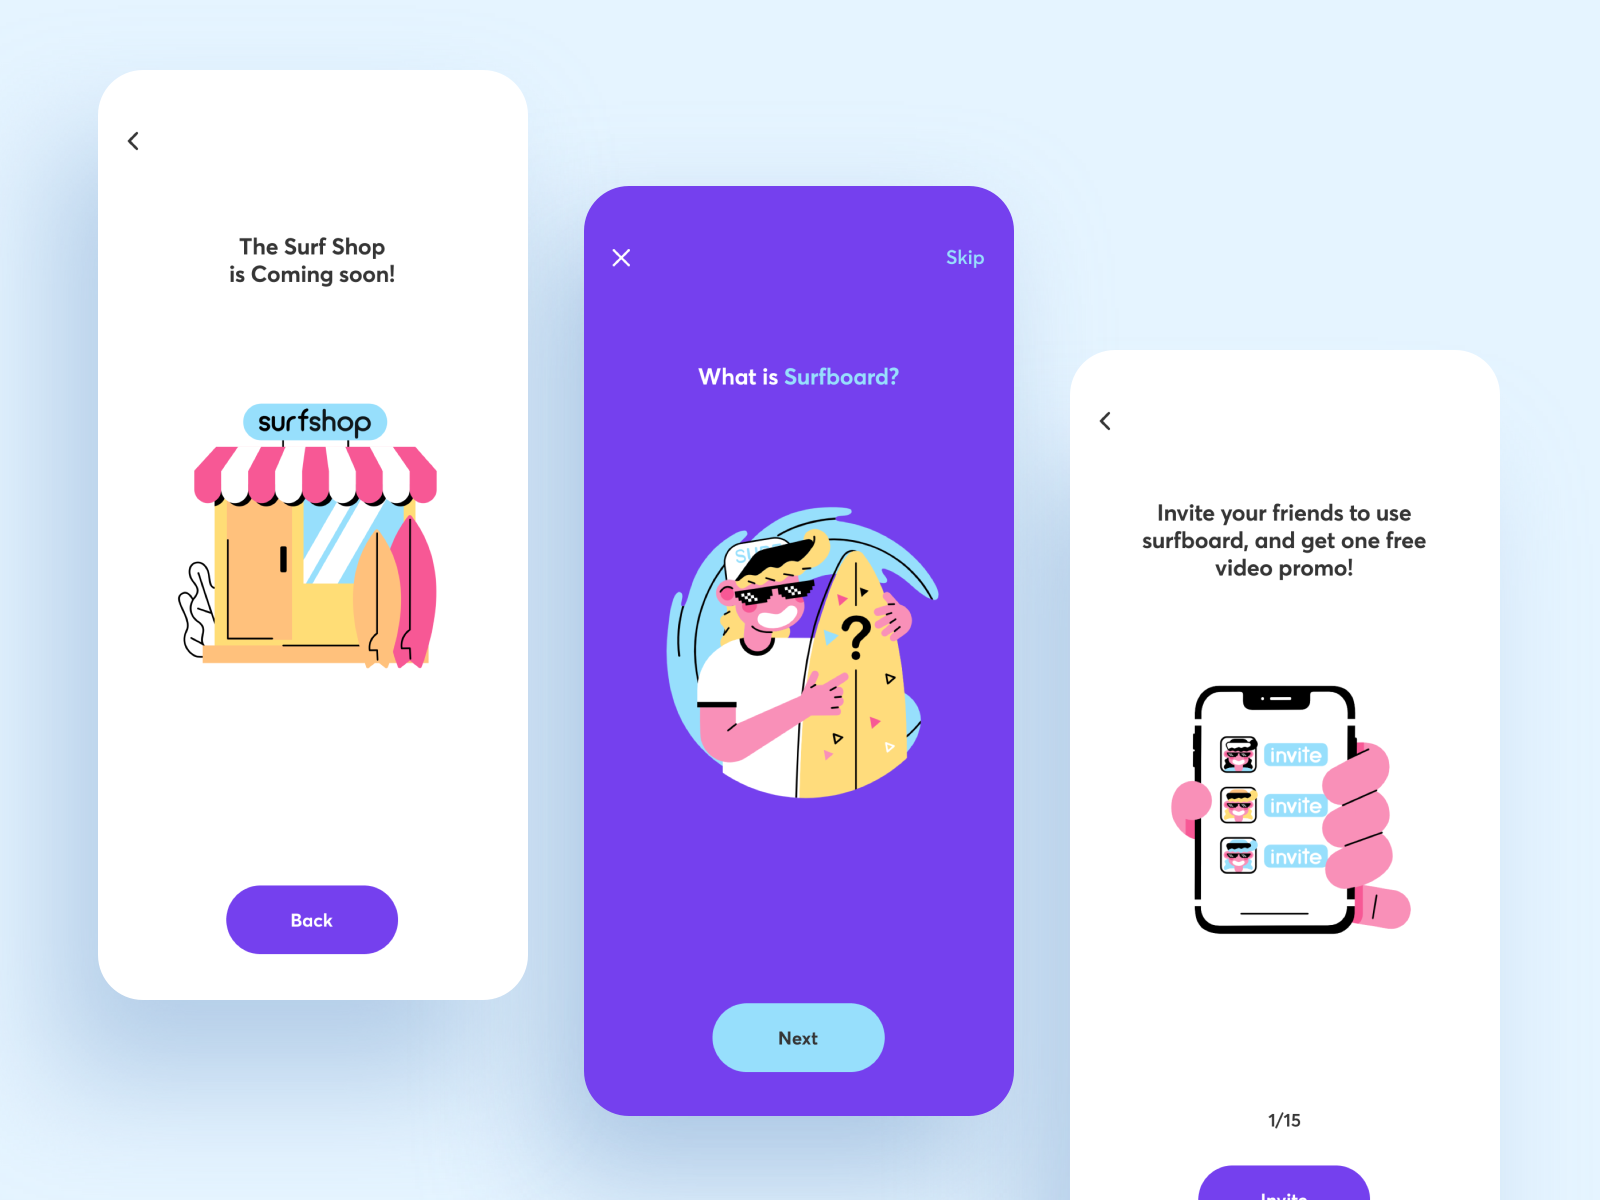 The Surf Shop
is Coming soon!
surfshop
Back
Skip
What is Surfboard?
?
Next
Invite your friends to use
surfboard, and get one free
video promo!
invite
invite
invite
1/15
Invite